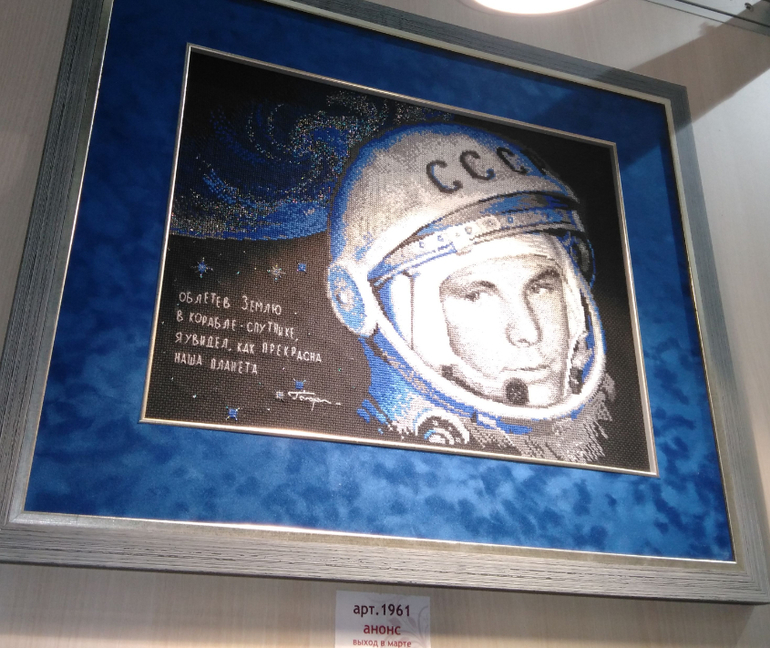 СССР
ОБЛЕТЕВ ЗЕМЛЮ
В КОРАБЛЕ-СПУТНИКЕ,
Я УВИДЕЛ, КАК ПРЕКРАСНА
НАША ПЛАНЕТА
арт.1961
анонс
выход в марте